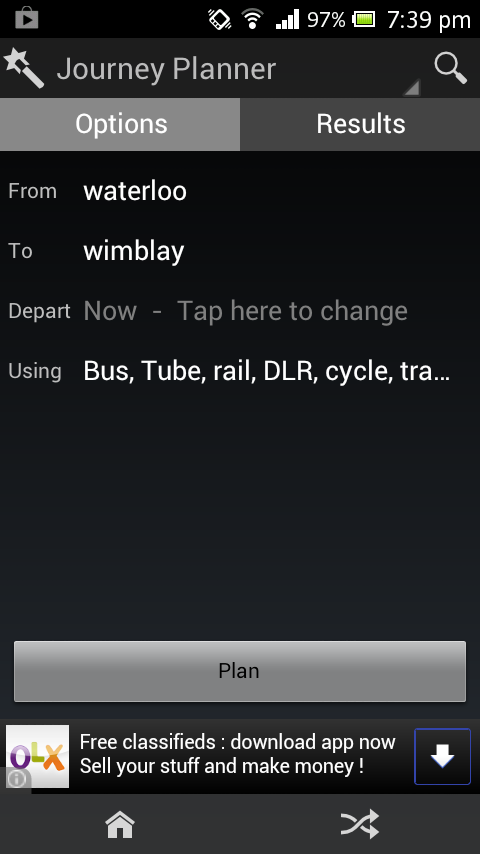 97% 7:39 pm
Journey Planner
Options Results
From waterloo
To wimblay
Depart Now - Tap here to change
Using Bus, Tube, rail, DLR, cycle, tra...
Plan
OLX Free classifieds : download app now
Sell your stuff and make money !